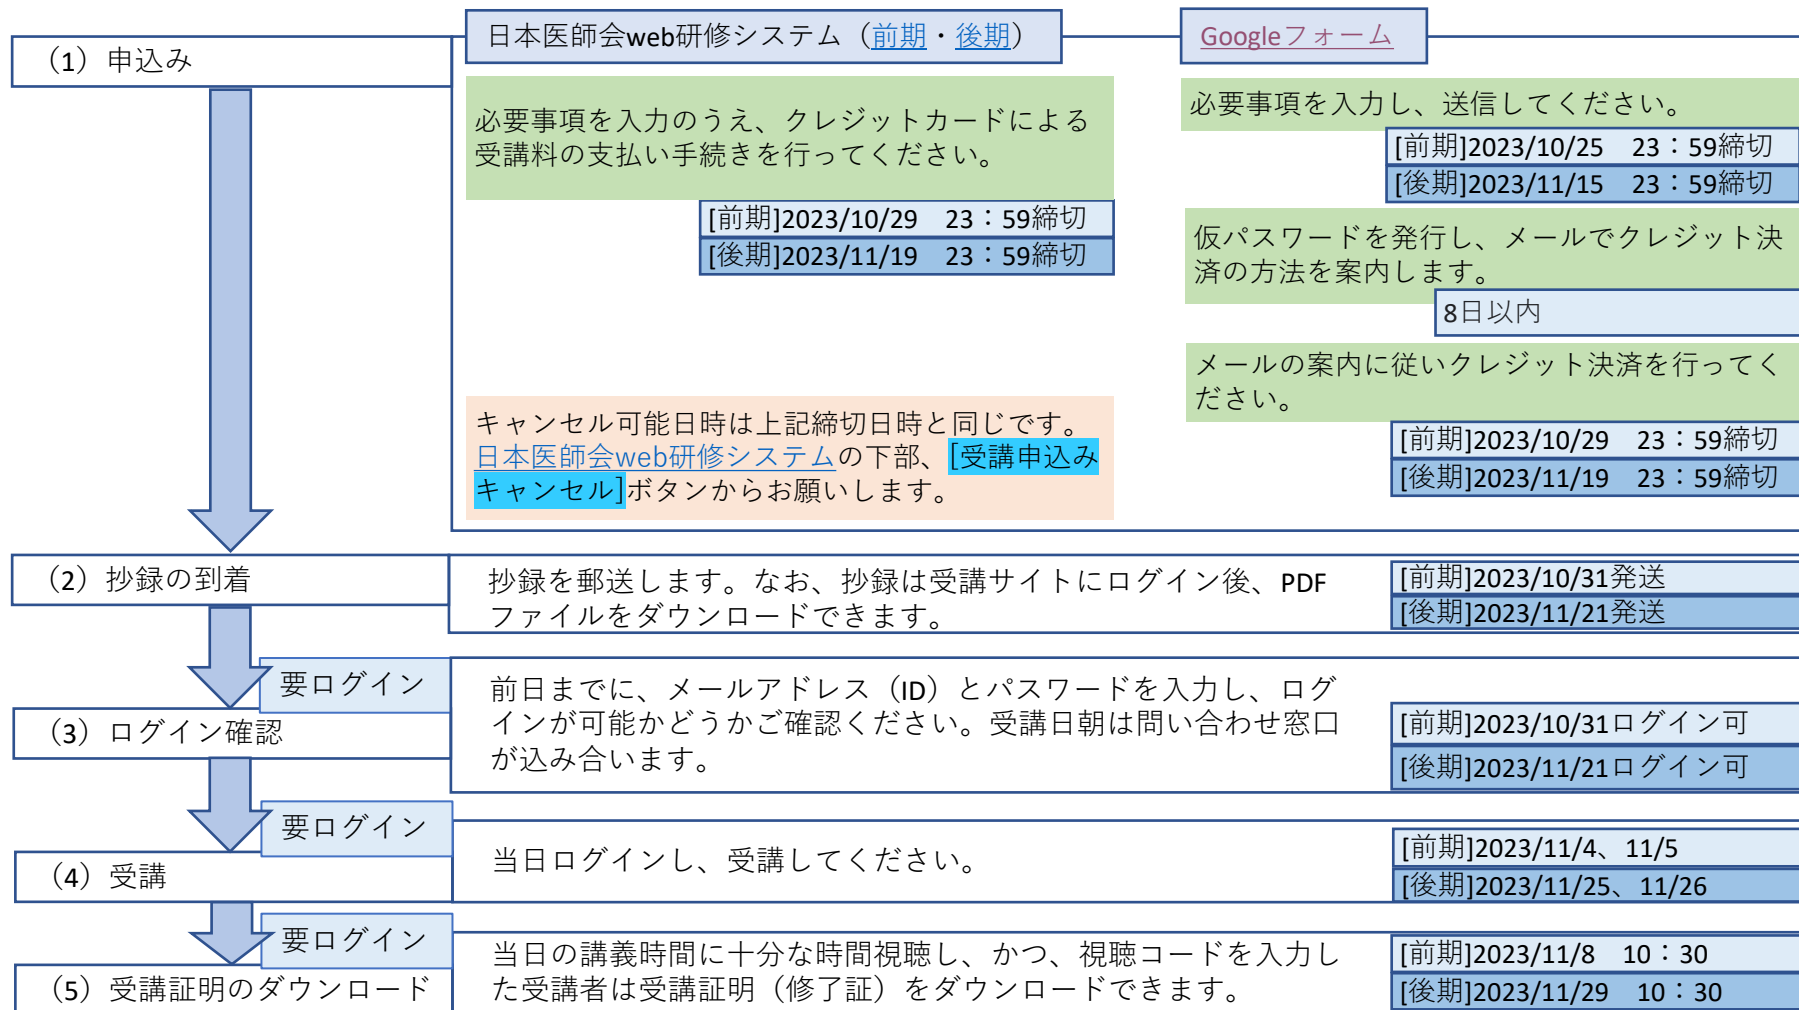 （1）申込み
日本医師会web研修システム（前期・後期）
必要事項を入力のうえ、クレジットカードによる
受講料の支払い手続きを行ってください。
[前期]2023/10/29　23：59締切
[後期]2023/11/19　23：59締切
キャンセル可能日時は上記締切日時と同じです。
日本医師会web研修システムの下部、[受講申込み
キャンセル]ボタンからお願いします。
Googleフォーム
必要事項を入力し、送信してください。
[前期]2023/10/25　23：59締切
[後期]2023/11/15　23：59締切
仮パスワードを発行し、メールでクレジット決
済の方法を案内します。
8日以内
メールの案内に従いクレジット決済を行ってく
ださい。
[前期]2023/10/29　23：59締切
[後期]2023/11/19　23：59締切
（2）抄録の到着
抄録を郵送します。なお、抄録は受講サイトにログイン後、PDF
ファイルをダウンロードできます。
[前期]2023/10/31発送
[後期]2023/11/21発送
要ログイン
（3）ログイン確認
前日までに、メールアドレス（ID）とパスワードを入力し、ログ
インが可能かどうかご確認ください。受講日朝は問い合わせ窓口
が込み合います。
[前期]2023/10/31ログイン可
[後期]2023/11/21ログイン可
要ログイン
（4）受講
当日ログインし、受講してください。
[前期]2023/11/4、11/5
[後期]2023/11/25、11/26
要ログイン
（5）受講証明のダウンロード
当日の講義時間に十分な時間視聴し、かつ、視聴コードを入力し
た受講者は受講証明（修了証）をダウンロードできます。
[前期]2023/11/8　10：30
[後期]2023/11/29　10：30